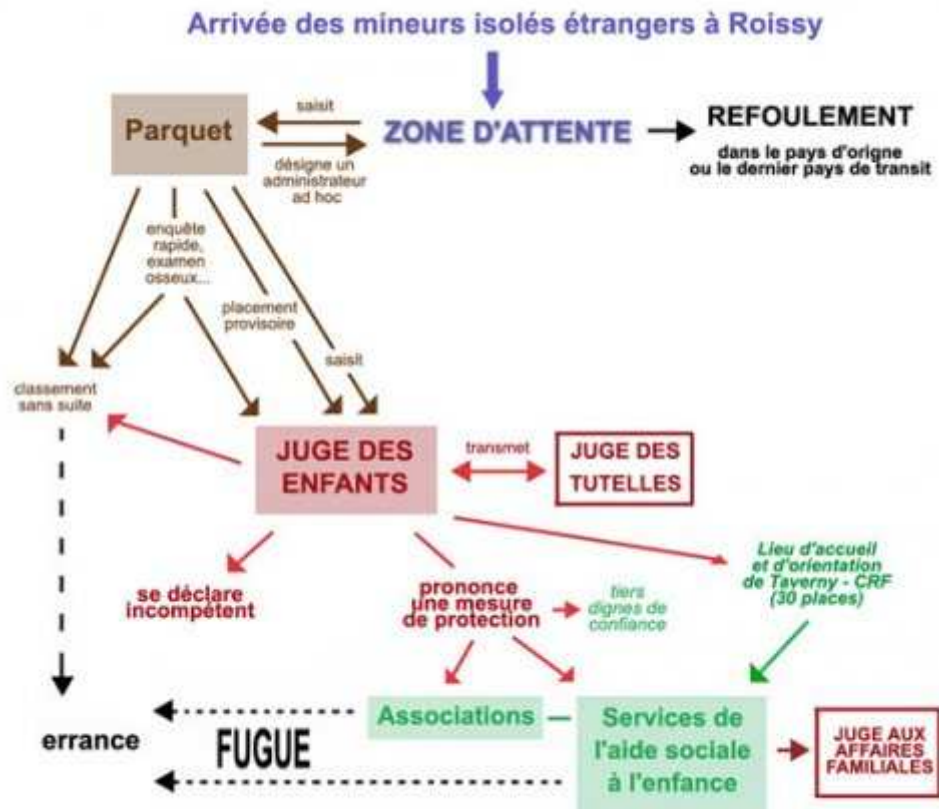 Arrivée des mineurs isolés étrangers à Roissy
saisit
Parquet
ZONE D'ATTENTE
REFOULEMENT
dans le pays d'origne
ou le dernier pays de transit
désigne un
administrateur
ad hoc
enquête
rapide,
examen
osseux...
placement
provisoire
saisit
classement
sans suite
JUGE DES
ENFANTS
transmet
JUGE DES
TUTELLES
se déclare
incompétent
prononce
une mesure
de protection
tiers
dignes de
confiance
Lieu d'accueil
et d'orientation
de Taverny - CRF
(30 places)
errance
FUGUE
Associations
Services de
l'aide sociale
à l'enfance
JUGE AUX
AFFAIRES
FAMILIALES